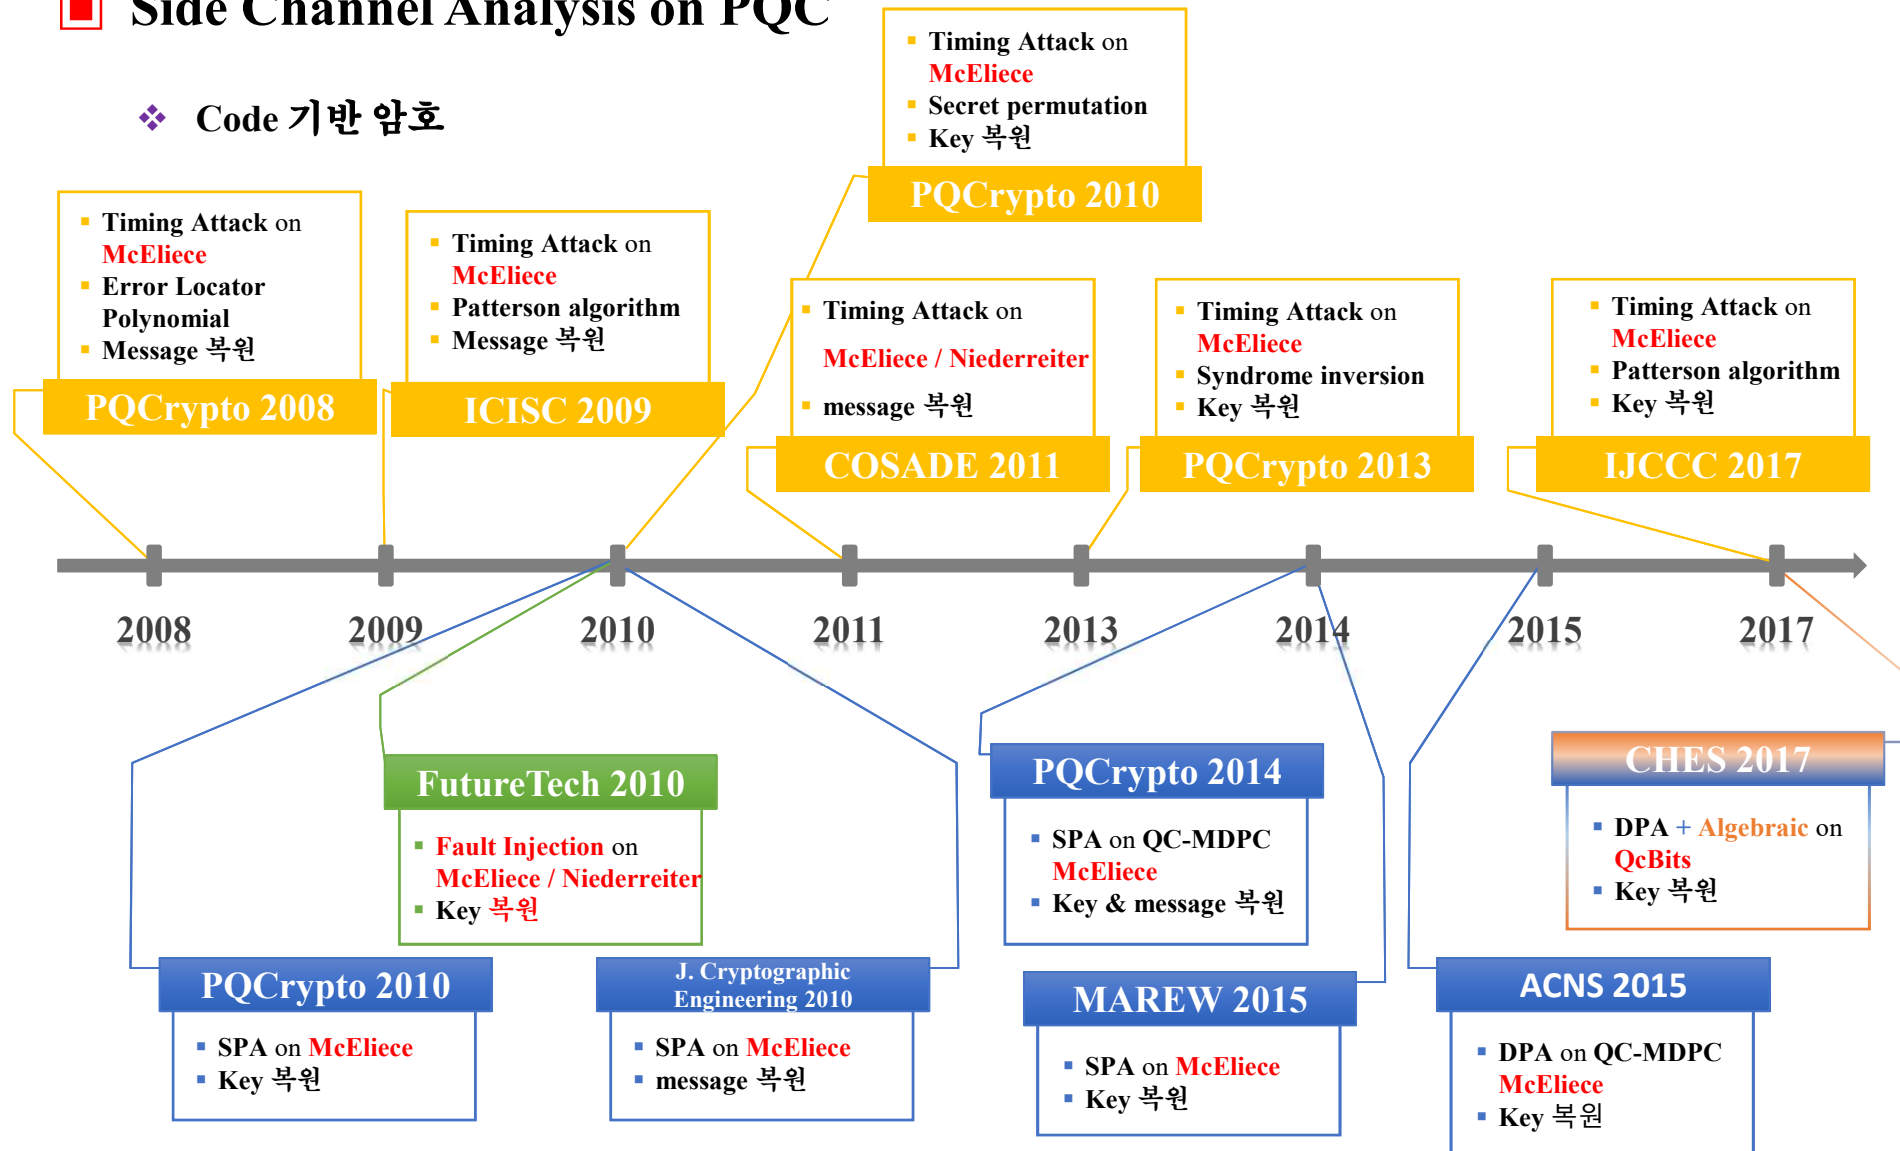 Side Channel Analysis on PQC
Code 기반 암호
Timing Attack on
McEliece
Secret permutation
Key 복원
PQCrypto 2010
Timing Attack on
McEliece
Error Locator
Polynomial
Message 복원
PQCrypto 2008
Timing Attack on
McEliece
Patterson algorithm
Message 복원
ICISC 2009
Timing Attack on
McEliece / Niederreiter
message 복원
COSADE 2011
Timing Attack on
McEliece
Syndrome inversion
Key 복원
PQCrypto 2013
Timing Attack on
McEliece
Patterson algorithm
Key 복원
IJCCC 2017
2008
2009
2010
2011
2013
2014
2015
2017
FutureTech 2010
Fault Injection on
McEliece / Niederreiter
Key 복원
PQCrypto 2014
SPA on QC-MDPC
McEliece
Key & message 복원
CHES 2017
DPA + Algebraic on
QcBits
Key 복원
PQCrypto 2010
SPA on McEliece
Key 복원
J. Cryptographic
Engineering 2010
SPA on McEliece
message 복원
MAREW 2015
SPA on McEliece
Key 복원
ACNS 2015
DPA on QC-MDPC
McEliece
Key 복원